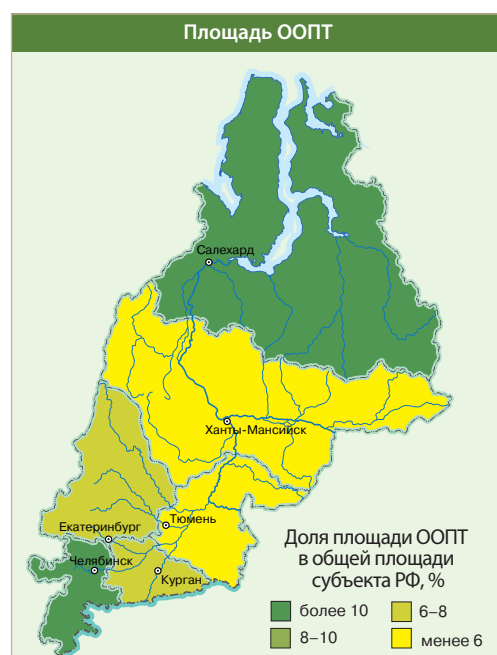 Площадь ООПТ
Салехард
Ханты-Мансийск
Тюмень
Екатеринбург
Челябинск
Курган
Доля площади ООПТ
в общей площади
субъекта РФ, %
более 10
6–8
8–10
менее 6